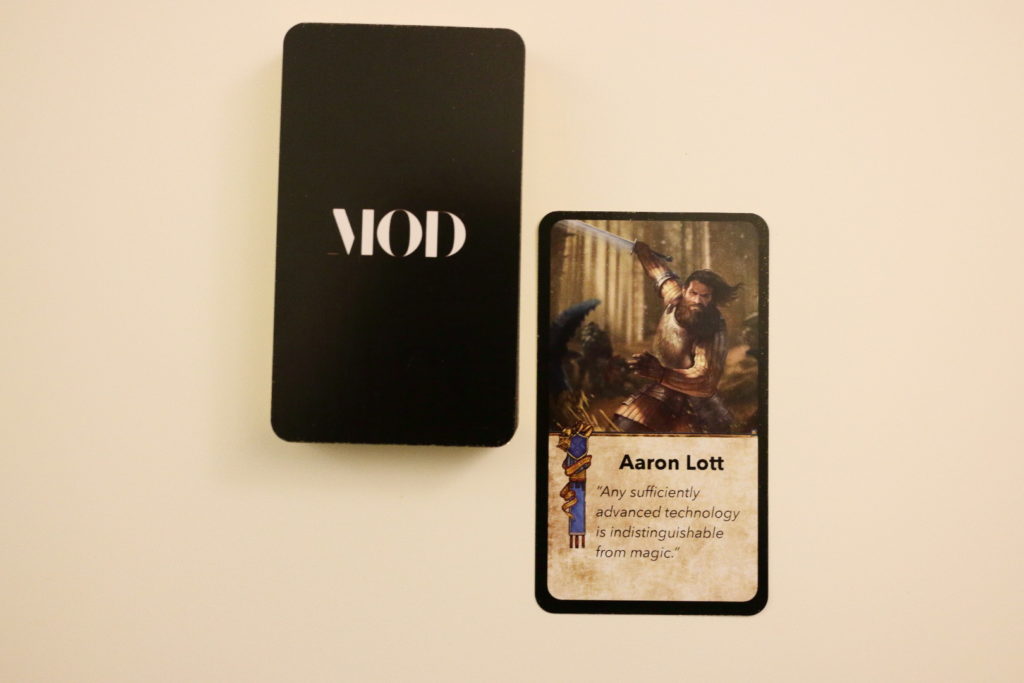 MOD
Aaron Lott
“Any sufficiently
advanced technology
is indistinguishable
from magic.”